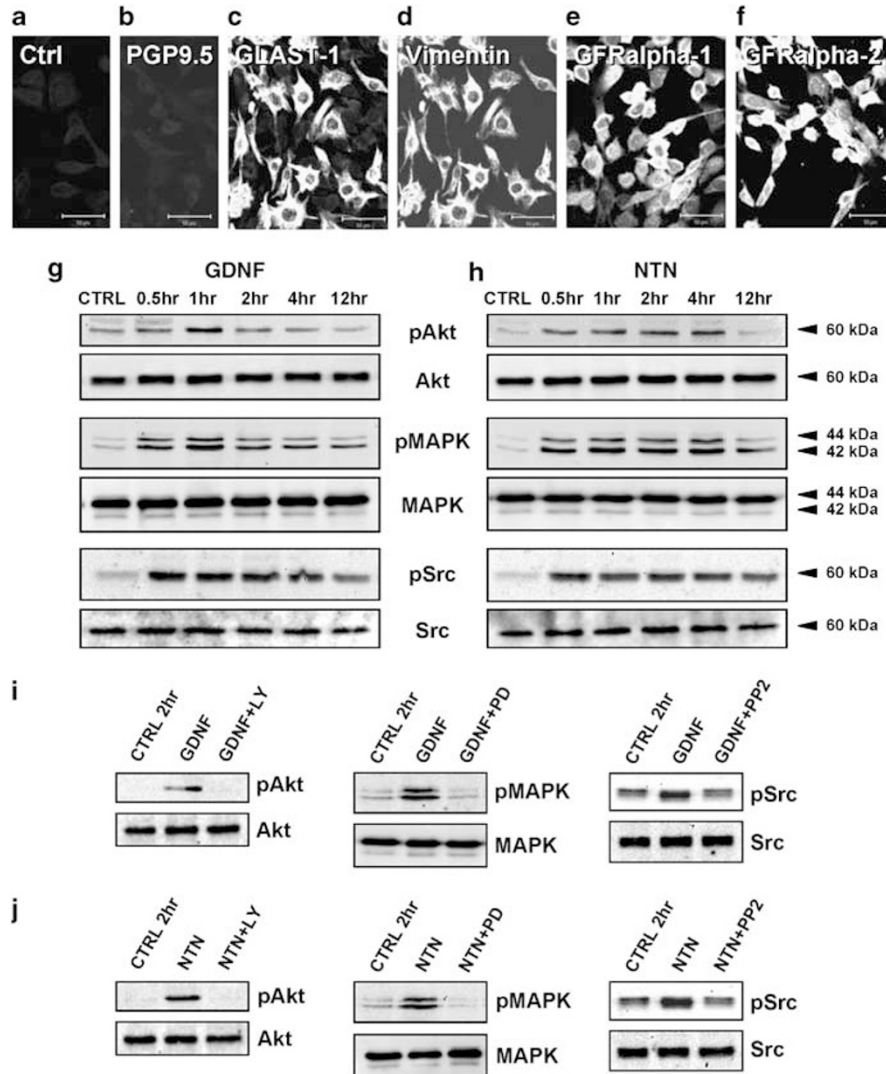 a b c d e f
Ctrl PGP9.5 GLAST-1 Vimentin GFRalpha-1 GFRalpha-2
g GDNF h NTN
CTRL 0.5hr 1hr 2hr 4hr 12hr CTRL 0.5hr 1hr 2hr 4hr 12hr
pAkt 60 kDa
Akt 60 kDa
pMAPK 44 kDa
42 kDa
MAPK 44 kDa
42 kDa
pSrc 60 kDa
Src 60 kDa
i
CTRL 2hr GDNF GDNF+LY CTRL 2hr GDNF GDNF+PD CTRL 2hr GDNF GDNF+PP2
pAkt pMAPK pSrc
Akt MAPK Src
j
CTRL 2hr NTN NTN+LY CTRL 2hr NTN NTN+PD CTRL 2hr NTN NTN+PP2
pAkt pMAPK pSrc
Akt MAPK Src